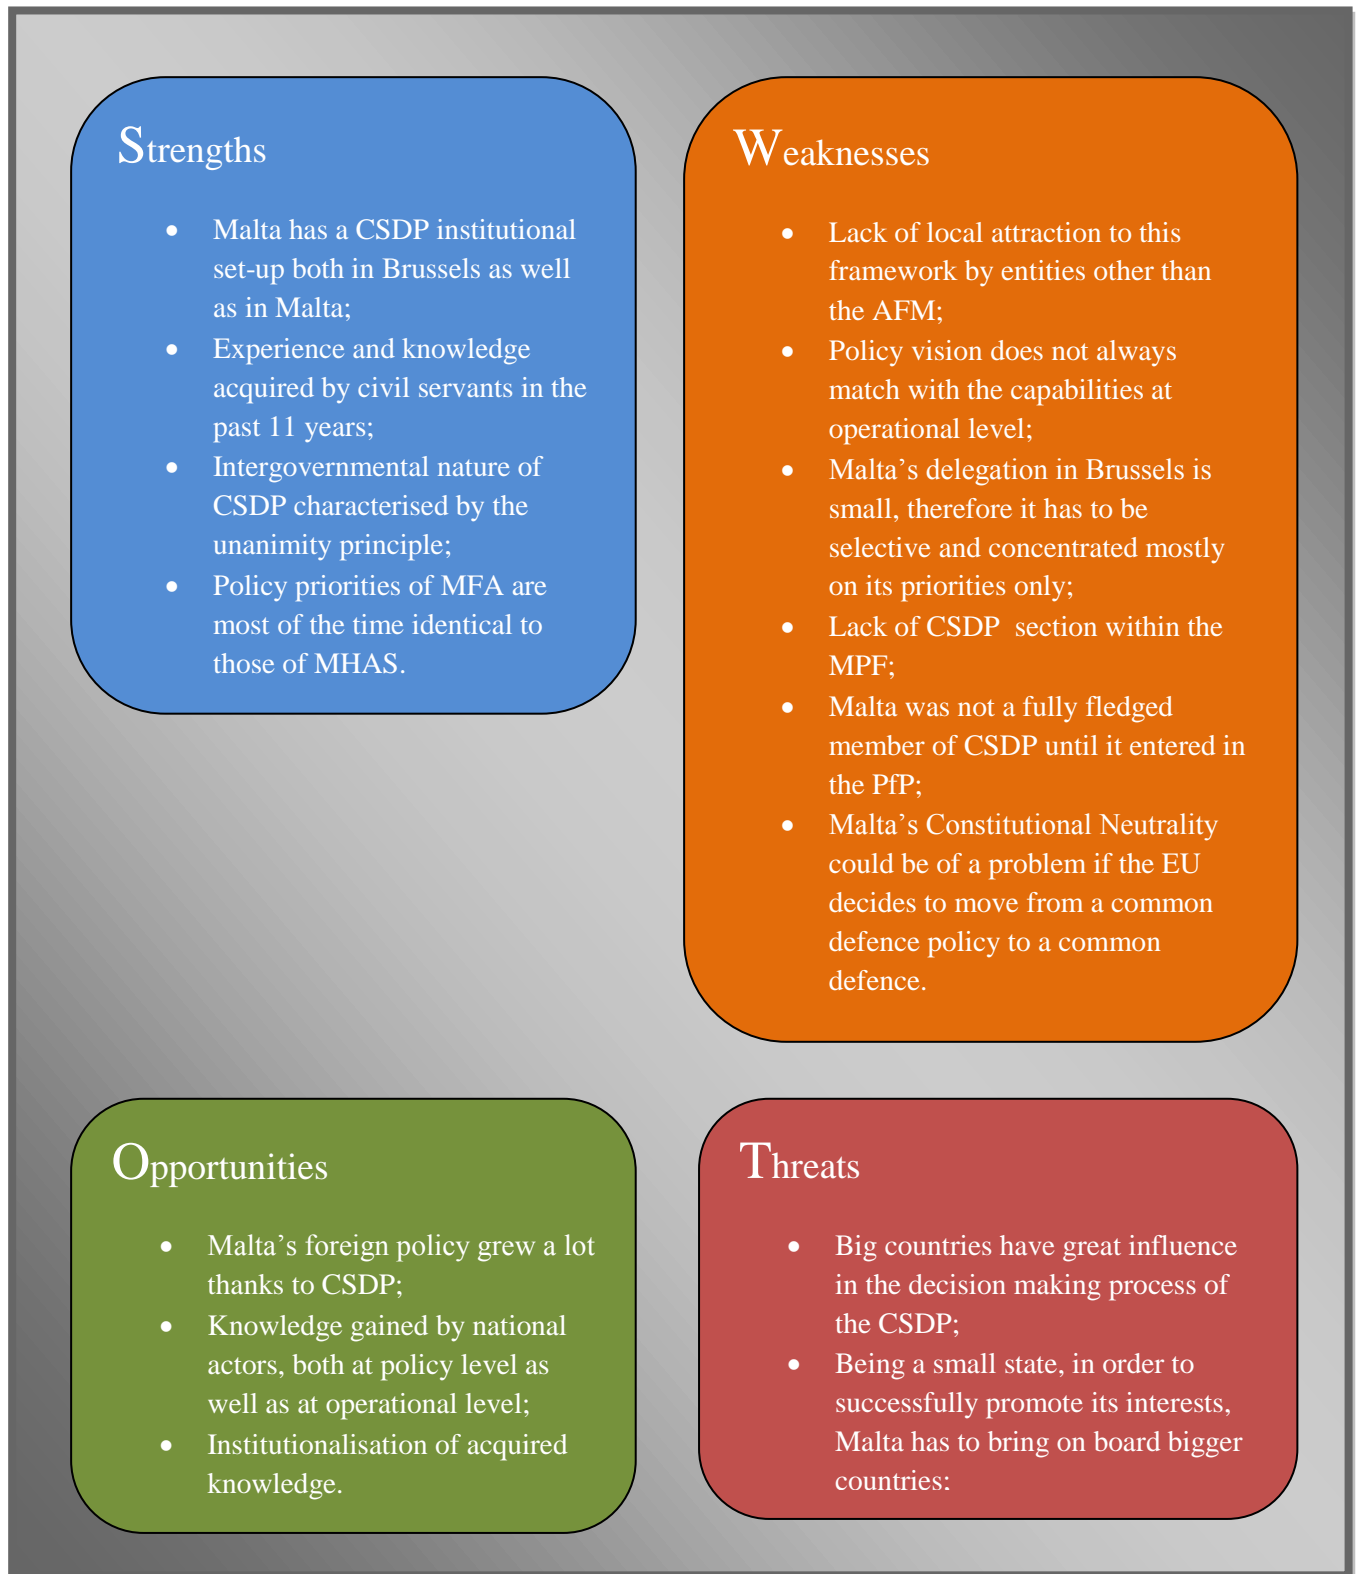 Strengths
• Malta has a CSDP institutional
set-up both in Brussels as well
as in Malta;
• Experience and knowledge
acquired by civil servants in the
past 11 years;
• Intergovernmental nature of
CSDP characterised by the
unanimity principle;
• Policy priorities of MFA are
most of the time identical to
those of MHAS.
Weaknesses
• Lack of local attraction to this
framework by entities other than
the AFM;
• Policy vision does not always
match with the capabilities at
operational level;
• Malta’s delegation in Brussels is
small, therefore it has to be
selective and concentrated mostly
on its priorities only;
• Lack of CSDP section within the
MPF;
• Malta was not a fully fledged
member of CSDP until it entered in
the PfP;
• Malta’s Constitutional Neutrality
could be of a problem if the EU
decides to move from a common
defence policy to a common
defence.
Opportunities
• Malta’s foreign policy grew a lot
thanks to CSDP;
• Knowledge gained by national
actors, both at policy level as
well as at operational level;
• Institutionalisation of acquired
knowledge.
Threats
• Big countries have great influence
in the decision making process of
the CSDP;
• Being a small state, in order to
successfully promote its interests,
Malta has to bring on board bigger
countries: